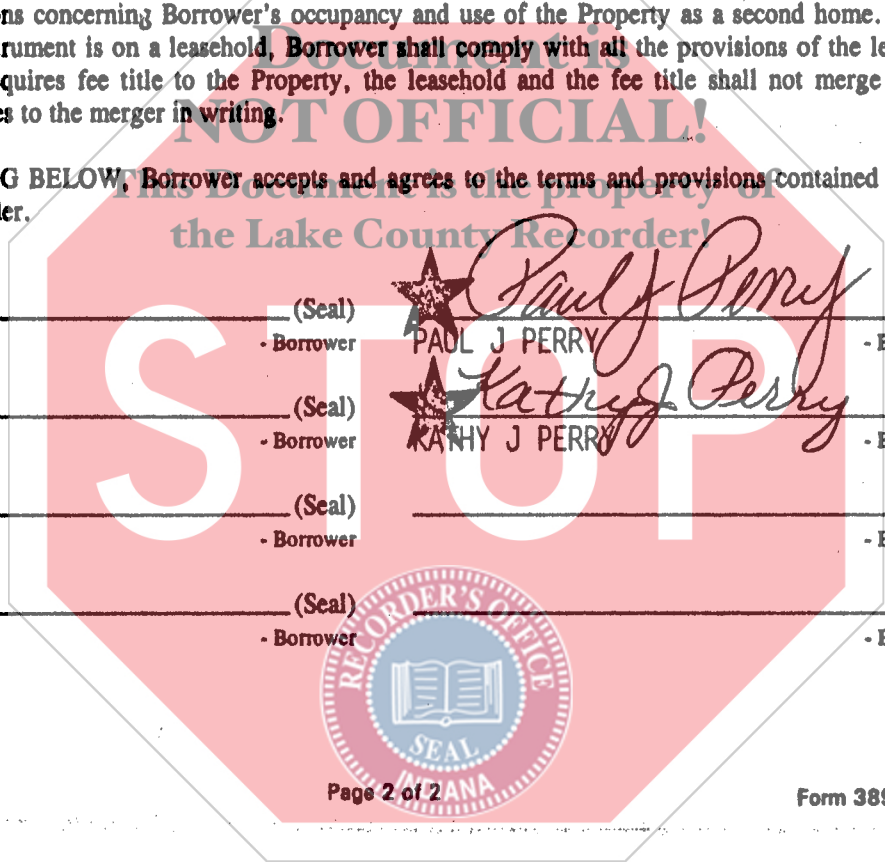 ns concerning Borrower's occupancy and use of the Property as a second home.
rument is on a leasehold, Borrower shall comply with all the provisions of the le
Document is
quires fee title to the Property, the leasehold and the fee title shall not merge
s to the merger in writing.
NOT OFFICIAL!
G BELOW, Borrower accepts and agrees to the terms and provisions contained
This Document is the property of
er.
the Lake County Recorder!
(Seal) Paul J Perry
- Borrower PAUL J PERRY
(Seal) Kathy J Perry
- Borrower KATHY J PERRY
STOP
(Seal)
- Borrower
(Seal)
- Borrower
RECORDER'S OFFICE
SEAL
INDIANA
Page 2 of 2 Form 389